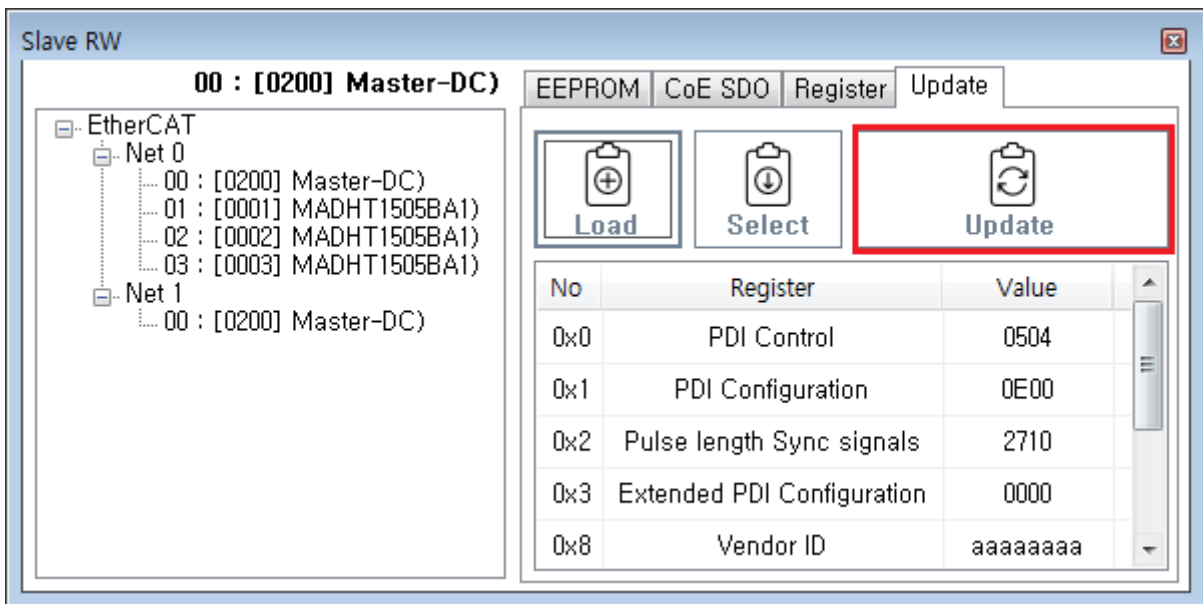 Slave RW
00 : [0200] Master-DC)
EtherCAT
Net 0
00 : [0200] Master-DC)
01 : [0001] MADHT1505BA1)
02 : [0002] MADHT1505BA1)
03 : [0003] MADHT1505BA1)
Net 1
00 : [0200] Master-DC)
EEPROM CoE SDO Register Update
Load Select Update
No Register Value
0x0 PDI Control 0504
0x1 PDI Configuration 0E00
0x2 Pulse length Sync signals 2710
0x3 Extended PDI Configuration 0000
0x8 Vendor ID aaaaaaaa